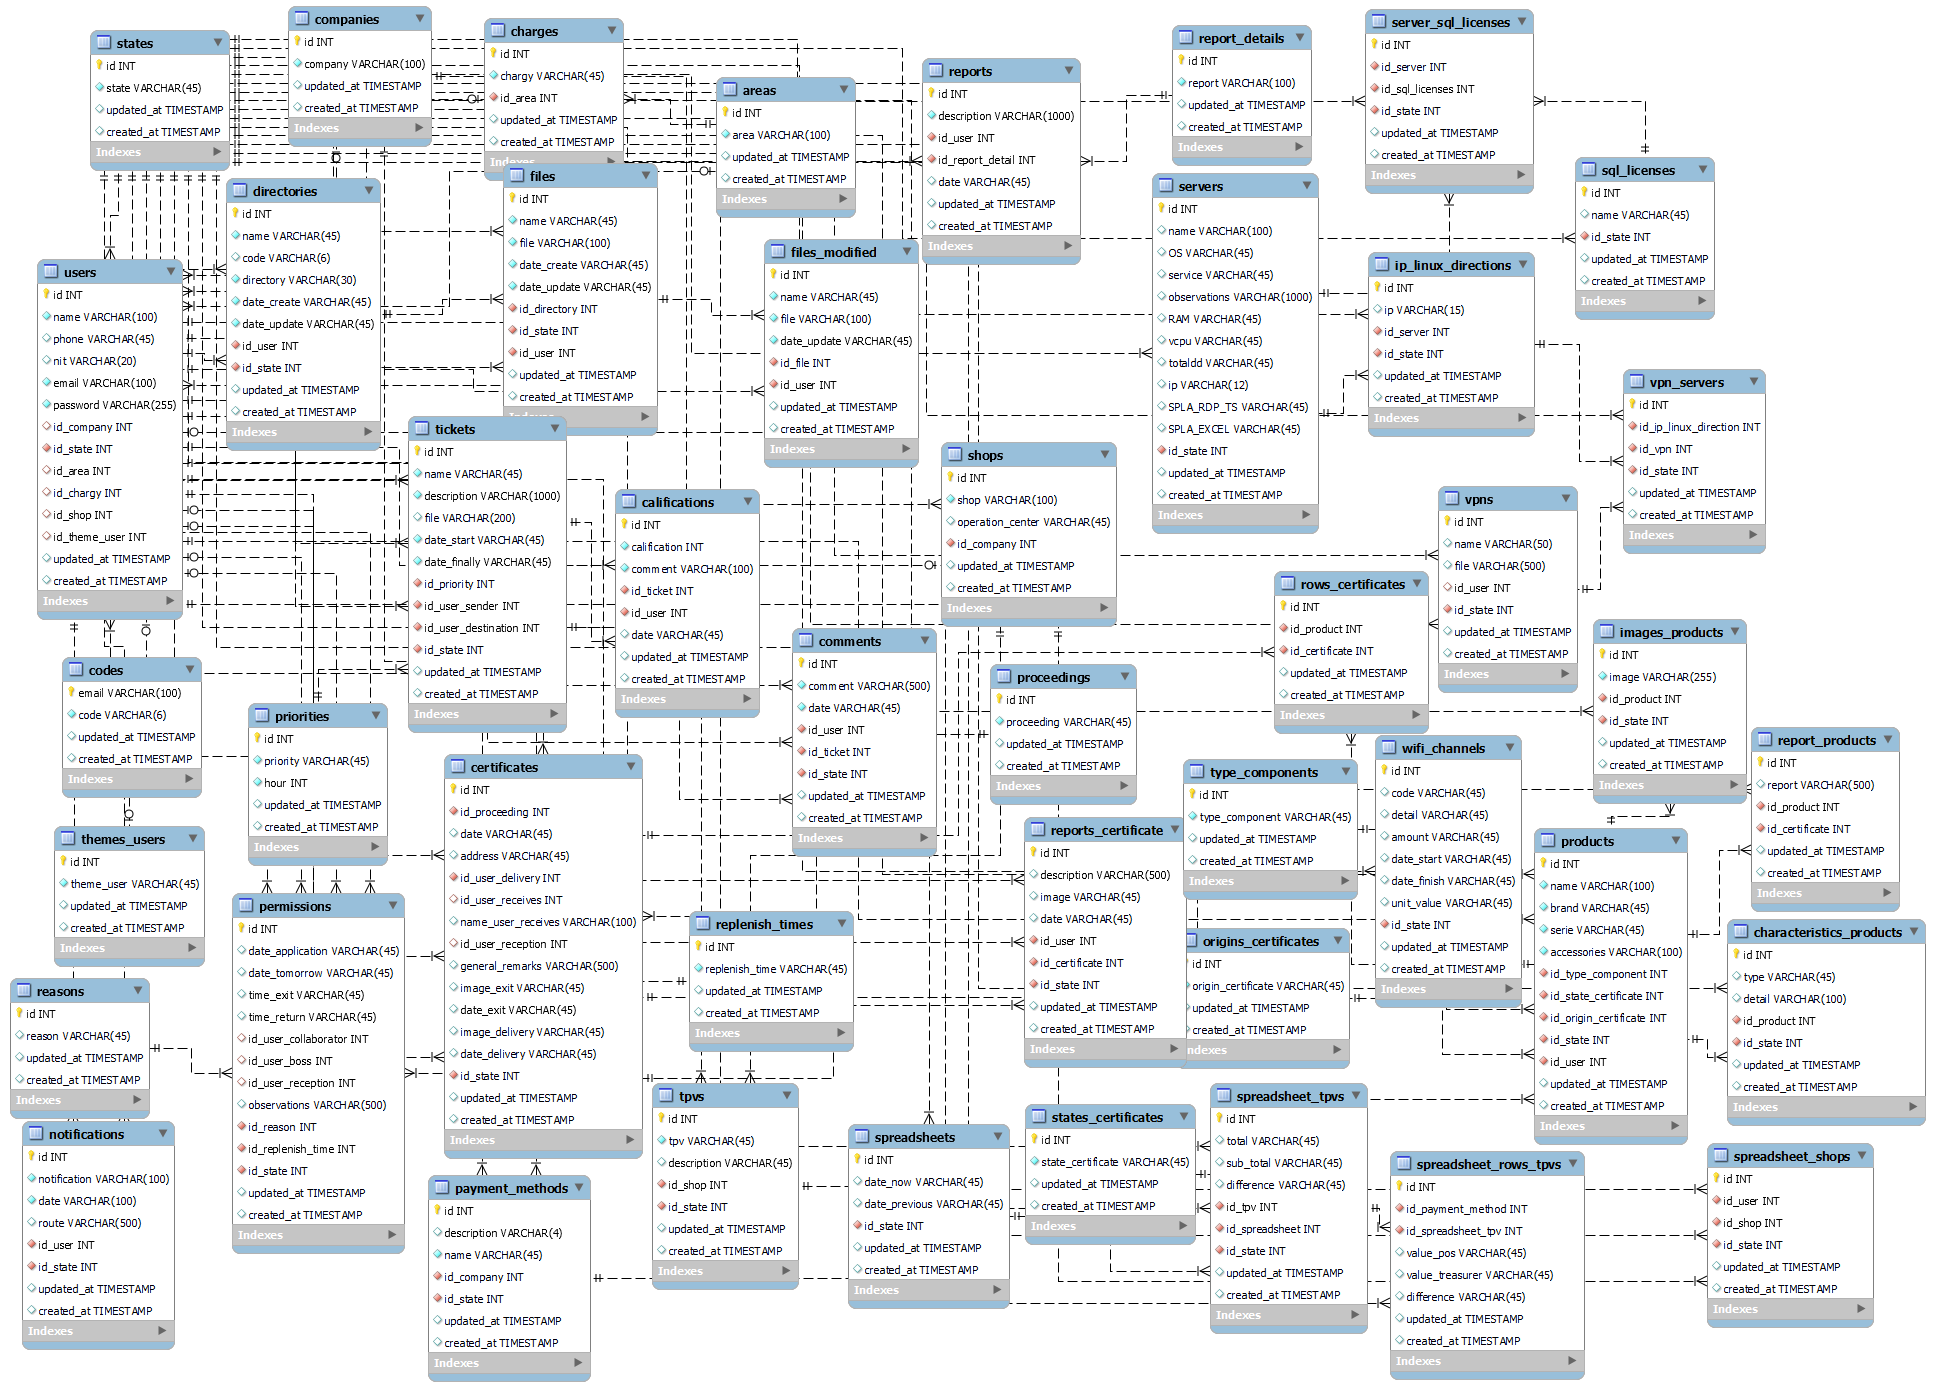 states
id INT
state VARCHAR(45)
updated_at TIMESTAMP
created_at TIMESTAMP
Indexes
companies
id INT
company VARCHAR(100)
updated_at TIMESTAMP
created_at TIMESTAMP
Indexes
charges
id INT
chargy VARCHAR(45)
id_area INT
updated_at TIMESTAMP
created_at TIMESTAMP
Indexes
areas
id INT
area VARCHAR(100)
updated_at TIMESTAMP
created_at TIMESTAMP
Indexes
reports
id INT
description VARCHAR(1000)
id_user INT
id_report_detail INT
date VARCHAR(45)
updated_at TIMESTAMP
created_at TIMESTAMP
Indexes
report_details
id INT
report VARCHAR(100)
updated_at TIMESTAMP
created_at TIMESTAMP
Indexes
server_sql_licenses
id INT
id_server INT
id_sql_licenses INT
id_state INT
updated_at TIMESTAMP
created_at TIMESTAMP
Indexes
sql_licenses
id INT
name VARCHAR(45)
id_state INT
updated_at TIMESTAMP
created_at TIMESTAMP
Indexes
users
id INT
name VARCHAR(100)
phone VARCHAR(45)
nit VARCHAR(20)
email VARCHAR(100)
password VARCHAR(255)
id_company INT
id_state INT
id_area INT
id_chargy INT
id_shop INT
id_theme_user INT
updated_at TIMESTAMP
created_at TIMESTAMP
Indexes
directories
id INT
name VARCHAR(45)
code VARCHAR(6)
directory VARCHAR(30)
date_create VARCHAR(45)
date_update VARCHAR(45)
id_user INT
id_state INT
updated_at TIMESTAMP
created_at TIMESTAMP
Indexes
files
id INT
name VARCHAR(45)
file VARCHAR(100)
date_create VARCHAR(45)
date_update VARCHAR(45)
id_directory INT
id_state INT
id_user INT
updated_at TIMESTAMP
created_at TIMESTAMP
Indexes
files_modified
id INT
name VARCHAR(45)
file VARCHAR(100)
date_update VARCHAR(45)
id_file INT
id_user INT
updated_at TIMESTAMP
created_at TIMESTAMP
Indexes
servers
id INT
name VARCHAR(100)
OS VARCHAR(45)
service VARCHAR(45)
observations VARCHAR(1000)
RAM VARCHAR(45)
vcpu VARCHAR(45)
totaldd VARCHAR(45)
ip VARCHAR(12)
SPLA_RDP_TS VARCHAR(45)
SPLA_EXCEL VARCHAR(45)
id_state INT
updated_at TIMESTAMP
created_at TIMESTAMP
Indexes
ip_linux_directions
id INT
ip VARCHAR(15)
id_server INT
id_state INT
updated_at TIMESTAMP
created_at TIMESTAMP
Indexes
vpn_servers
id INT
id_ip_linux_direction INT
id_vpn INT
id_state INT
updated_at TIMESTAMP
created_at TIMESTAMP
Indexes
tickets
id INT
name VARCHAR(45)
description VARCHAR(1000)
file VARCHAR(200)
date_start VARCHAR(45)
date_finally VARCHAR(45)
id_priority INT
id_user_sender INT
id_user_destination INT
id_state INT
updated_at TIMESTAMP
created_at TIMESTAMP
Indexes
califications
id INT
calification INT
comment VARCHAR(100)
id_ticket INT
id_user INT
date VARCHAR(45)
updated_at TIMESTAMP
created_at TIMESTAMP
Indexes
shops
id INT
shop VARCHAR(100)
operation_center VARCHAR(45)
id_company INT
updated_at TIMESTAMP
created_at TIMESTAMP
Indexes
vpns
id INT
name VARCHAR(50)
file VARCHAR(500)
id_user INT
id_state INT
updated_at TIMESTAMP
created_at TIMESTAMP
Indexes
rows_certificates
id INT
id_product INT
id_certificate INT
updated_at TIMESTAMP
created_at TIMESTAMP
Indexes
images_products
id INT
image VARCHAR(255)
id_product INT
id_state INT
updated_at TIMESTAMP
created_at TIMESTAMP
Indexes
codes
email VARCHAR(100)
code VARCHAR(6)
updated_at TIMESTAMP
created_at TIMESTAMP
Indexes
priorities
id INT
priority VARCHAR(45)
hour INT
updated_at TIMESTAMP
created_at TIMESTAMP
Indexes
comments
id INT
comment VARCHAR(500)
date VARCHAR(45)
id_user INT
id_ticket INT
id_state INT
updated_at TIMESTAMP
created_at TIMESTAMP
Indexes
proceedings
id INT
proceeding VARCHAR(45)
updated_at TIMESTAMP
created_at TIMESTAMP
Indexes
type_components
id INT
type_component VARCHAR(45)
updated_at TIMESTAMP
created_at TIMESTAMP
Indexes
wifi_channels
id INT
code VARCHAR(45)
detail VARCHAR(45)
amount VARCHAR(45)
date_start VARCHAR(45)
date_finish VARCHAR(45)
unit_value VARCHAR(45)
id_state INT
updated_at TIMESTAMP
created_at TIMESTAMP
Indexes
report_products
id INT
report VARCHAR(500)
id_product INT
id_certificate INT
updated_at TIMESTAMP
created_at TIMESTAMP
Indexes
certificates
id INT
id_proceeding INT
date VARCHAR(45)
address VARCHAR(45)
id_user_delivery INT
id_user_receives INT
name_user_receives VARCHAR(100)
id_user_reception INT
general_remarks VARCHAR(500)
image_exit VARCHAR(45)
date_exit VARCHAR(45)
image_delivery VARCHAR(45)
date_delivery VARCHAR(45)
id_state INT
updated_at TIMESTAMP
created_at TIMESTAMP
Indexes
themes_users
id INT
theme_user VARCHAR(45)
updated_at TIMESTAMP
created_at TIMESTAMP
Indexes
permissions
id INT
date_application VARCHAR(45)
date_tomorrow VARCHAR(45)
time_exit VARCHAR(45)
time_return VARCHAR(45)
id_user_collaborator INT
id_user_boss INT
id_user_reception INT
observations VARCHAR(500)
id_reason INT
id_replenish_time INT
id_state INT
updated_at TIMESTAMP
created_at TIMESTAMP
Indexes
reports_certificate
id INT
description VARCHAR(500)
image VARCHAR(45)
date VARCHAR(45)
id_user INT
id_certificate INT
id_state INT
updated_at TIMESTAMP
created_at TIMESTAMP
Indexes
products
id INT
name VARCHAR(100)
brand VARCHAR(45)
serie VARCHAR(45)
accessories VARCHAR(100)
id_type_component INT
id_state_certificate INT
id_origin_certificate INT
id_state INT
id_user INT
updated_at TIMESTAMP
created_at TIMESTAMP
Indexes
replenish_times
id INT
replenish_time VARCHAR(45)
updated_at TIMESTAMP
created_at TIMESTAMP
Indexes
origins_certificates
id INT
origin_certificate VARCHAR(45)
updated_at TIMESTAMP
created_at TIMESTAMP
ndexes
characteristics_products
id INT
type VARCHAR(45)
detail VARCHAR(100)
id_product INT
id_state INT
updated_at TIMESTAMP
created_at TIMESTAMP
Indexes
reasons
id INT
reason VARCHAR(45)
updated_at TIMESTAMP
created_at TIMESTAMP
Indexes
notifications
id INT
notification VARCHAR(100)
date VARCHAR(100)
route VARCHAR(500)
id_user INT
id_state INT
updated_at TIMESTAMP
created_at TIMESTAMP
Indexes
payment_methods
id INT
description VARCHAR(4)
name VARCHAR(45)
id_company INT
id_state INT
updated_at TIMESTAMP
created_at TIMESTAMP
Indexes
tpvs
id INT
tpv VARCHAR(45)
description VARCHAR(45)
id_shop INT
id_state INT
updated_at TIMESTAMP
created_at TIMESTAMP
Indexes
spreadsheets
id INT
date_now VARCHAR(45)
date_previous VARCHAR(45)
id_state INT
updated_at TIMESTAMP
created_at TIMESTAMP
Indexes
states_certificates
id INT
state_certificate VARCHAR(45)
updated_at TIMESTAMP
created_at TIMESTAMP
Indexes
spreadsheet_tpvs
id INT
total VARCHAR(45)
sub_total VARCHAR(45)
difference VARCHAR(45)
id_tpv INT
id_spreadsheet INT
id_state INT
updated_at TIMESTAMP
created_at TIMESTAMP
Indexes
spreadsheet_rows_tpvs
id INT
id_payment_method INT
id_spreadsheet_tpv INT
value_pos VARCHAR(45)
value_treasurer VARCHAR(45)
difference VARCHAR(45)
updated_at TIMESTAMP
created_at TIMESTAMP
Indexes
spreadsheet_shops
id INT
id_user INT
id_shop INT
id_state INT
updated_at TIMESTAMP
created_at TIMESTAMP
Indexes